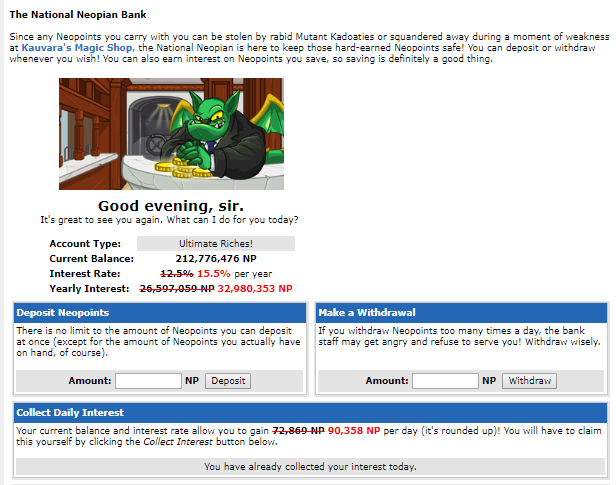 The National Neopian Bank
Since any Neopoints you carry with you can be stolen by rabid Mutant Kadoaties or squandered away during a moment of weakness
at Kauvara's Magic Shop, the National Neopian is here to keep those hard-earned Neopoints safe! You can deposit or withdraw
whenever you wish! You can also earn interest on Neopoints you save, so saving is definitely a good thing.
Good evening, sir.
It's great to see you again. What can I do for you today?
Account Type: Ultimate Riches!
Current Balance: 212,776,476 NP
Interest Rate: 12.5% 15.5% per year
Yearly Interest: 26,597,059 NP 32,980,353 NP
Deposit Neopoints
There is no limit to the amount of Neopoints you can deposit
at once (except for the amount of Neopoints you actually have
on hand, of course).
Amount: NP Deposit
Make a Withdrawal
If you withdraw Neopoints too many times a day, the bank
staff may get angry and refuse to serve you! Withdraw wisely.
Amount: NP Withdraw
Collect Daily Interest
Your current balance and interest rate allow you to gain 72,869 NP 90,358 NP per day (it's rounded up)! You will have to claim
this yourself by clicking the Collect Interest button below.
You have already collected your interest today.